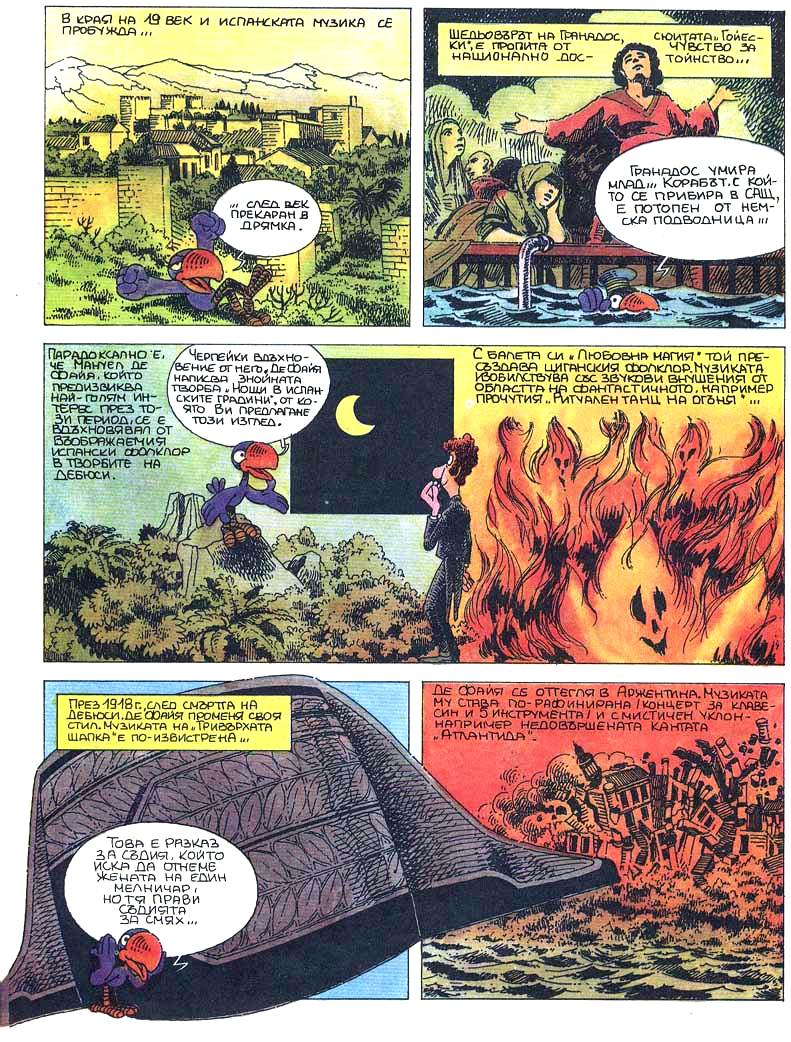 В КРАЯ НА 19 ВЕК И ИСПАНСКАТА МУЗИКА СЕ
ПРОБУЖДА...
... СЛЕД ВЕК
ПРЕКАРАН В
ДРЯМКА.
ШЕДЬОВЪРЪТ НА ГРАНАДОС, СЮИТАТА „ГОЙЕС-
КИ", Е ПРОПИТА ОТ ЧУВСТВО ЗА
НАЦИОНАЛНО ДОС- ТОЙНСТВО...
ГРАНАДОС УМИРА
МЛАД... КОРАБЪТ, С КОЙ-
ТО СЕ ПРИБИРА В САЩ,
Е ПОТОПЕН ОТ НЕМ-
СКА ПОДВОДНИЦА...
ПАРАДОКСАЛНО Е,
ЧЕ МАНУЕЛ ДЕ
ФАЙЯ, КОЙТО
ПРЕДИЗВИКВА
НАЙ-ГОЛЯМ ИН-
ТЕРЕС ПРЕЗ ТО-
ЗИ ПЕРИОД, СЕ Е
ВДЪХНОВЯВАЛ ОТ
ВЪОБРАЖАЕМИЯ
ИСПАНСКИ ФОЛКЛОР
В ТВОРБИТЕ НА
ДЕБЮСИ.
ЧЕРПЕЙКИ ВДЪХНО-
ВЕНИЕ ОТ НЕГО, ДЕ ФАЙЯ
НАПИСВА ЗНОЙНАТА
ТВОРБА „НОЩИ В ИСПАН-
СКИТЕ ГРАДИНИ", ОТ КО-
ЯТО ВИ ПРЕДЛАГАМЕ
ТОЗИ ИЗГЛЕД.
С БАЛЕТА СИ „ЛЮБОВНА МАГИЯ" ТОЙ ПРЕ-
СЪЗДАВА ЦИГАНСКИЯ ФОЛКЛОР. МУЗИКАТА
ИЗОБИЛСТВУВА СЪС ЗВУКОВИ ВНУШЕНИЯ ОТ
ОБЛАСТТА НА ФАНТАСТИЧНОТО, НАПРИМЕР
ПРОЧУТИЯ „РИТУАЛЕН ТАНЦ НА ОГЪНЯ"...
ПРЕЗ 1918 г., СЛЕД СМЪРТТА НА
ДЕБЮСИ, ДЕ ФАЙЯ ПРОМЕНЯ СВОЯ
СТИЛ. МУЗИКАТА НА „ТРИВЪРХАТА
ШАПКА" Е ПО-ИЗВИСТРЕНА...
ТОВА Е РАЗКАЗ
ЗА СЪДИЯ, КОЙТО
ИСКА ДА ОТНЕМЕ
ЖЕНАТА НА ЕДИН
МЕЛНИЧАР,
НО ТЯ ПРАВИ
СЪДИЯТА
ЗА СМЯХ...
ДЕ ФАЙЯ СЕ ОТТЕГЛЯ В АРЖЕНТИНА. МУЗИКАТА
МУ СТАВА ПО-РАФИНИРАНА /КОНЦЕРТ ЗА КЛАВЕ-
СИН И 5 ИНСТРУМЕНТА/ И С МИСТИЧЕН УКЛОН-
НАПРИМЕР НЕДОВЪРШЕНАТА КАНТАТА
„АТЛАНТИДА".